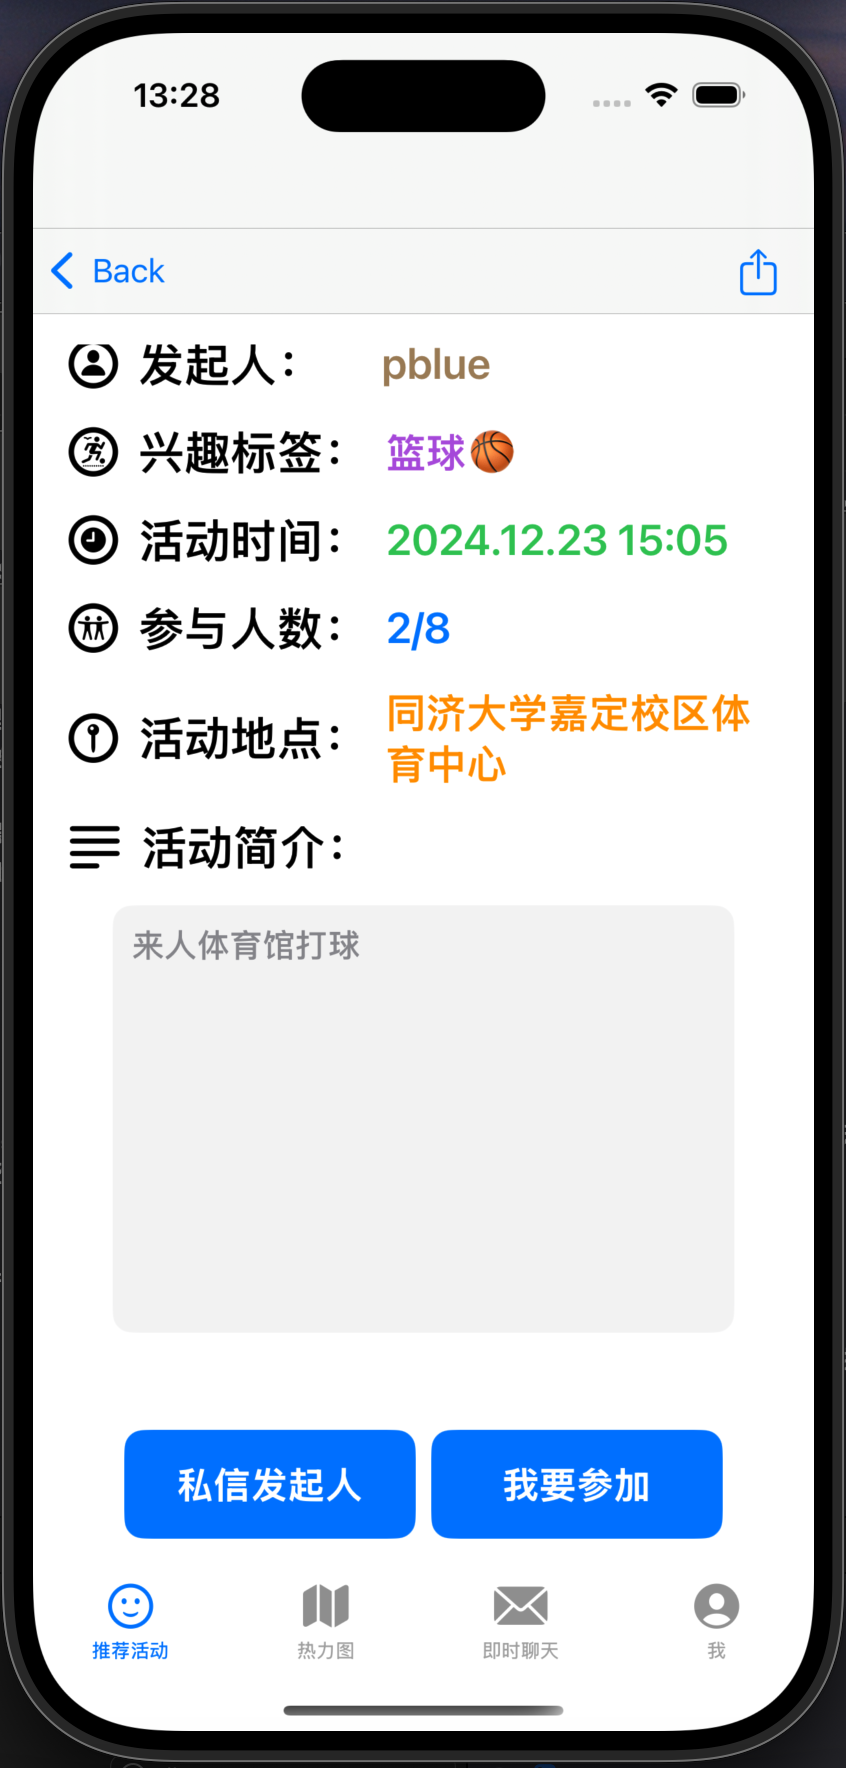 13:28
Back
发起人： pblue
兴趣标签： 篮球🏀
活动时间： 2024.12.23 15:05
参与人数： 2/8
活动地点： 同济大学嘉定校区体
育中心
活动简介：
来人体育馆打球
私信发起人 我要参加
推荐活动 热力图 即时聊天 我